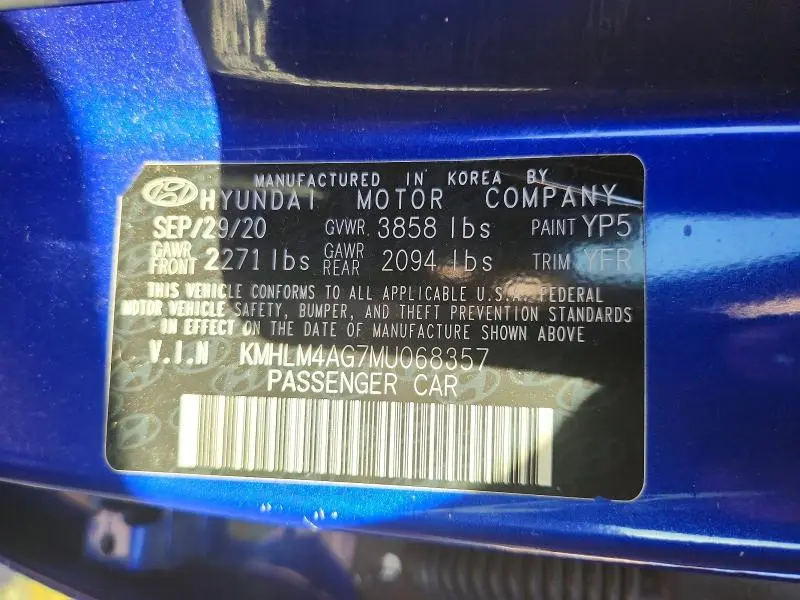 MANUFACTURED IN KOREA BY
HYUNDAI MOTOR COMPANY
SEP/29/20 GVWR 3858 lbs PAINT YP5
GAWR FRONT 2271 lbs GAWR REAR 2094 lbs TRIM YFR
THIS VEHICLE CONFORMS TO ALL APPLICABLE U.S.A. FEDERAL
MOTOR VEHICLE SAFETY, BUMPER, AND THEFT PREVENTION STANDARDS
IN EFFECT ON THE DATE OF MANUFACTURE SHOWN ABOVE
V.I.N KMHLM4AG7MU068357
PASSENGER CAR